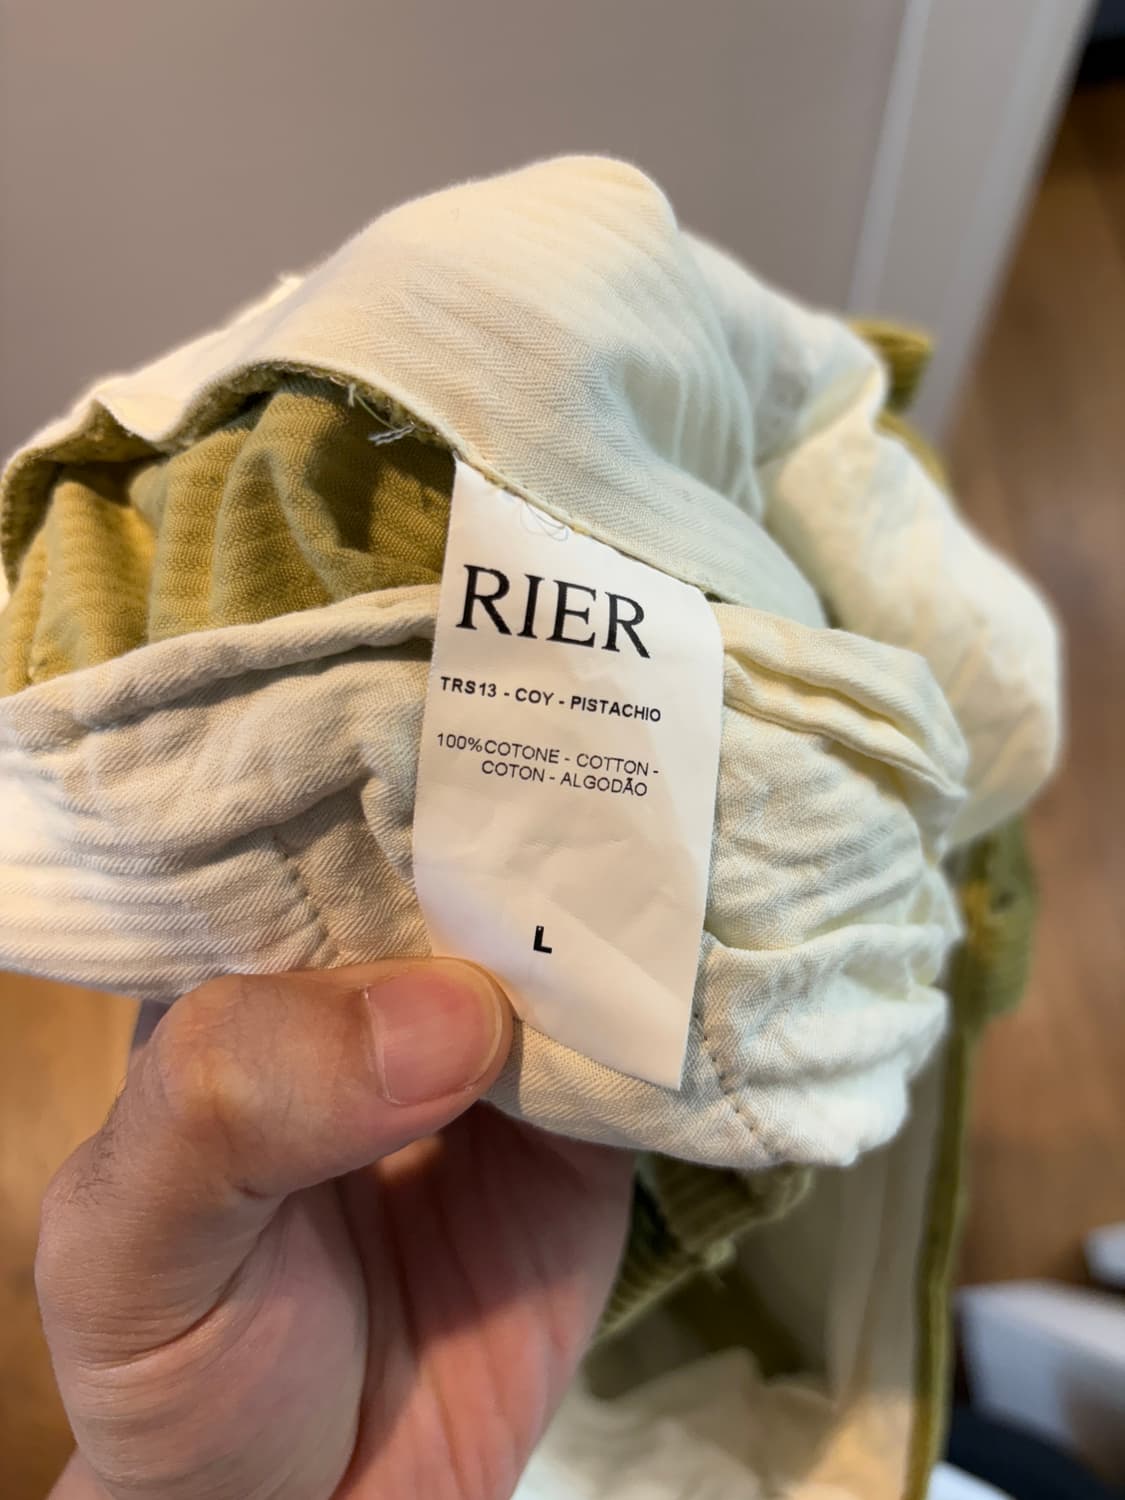 RIER
TRS13 - COY - PISTACHIO
100%COTONE - COTTON -
COTON - ALGODÃO
L